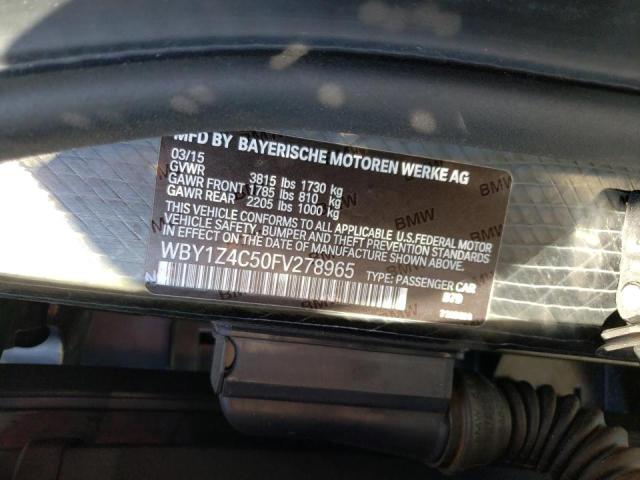 MFD BY BAYERISCHE MOTOREN WERKE AG
03/15
GVWR 3815 lbs 1730 kg
GAWR FRONT 1785 lbs 810 kg
GAWR REAR 2205 lbs 1000 kg
THIS VEHICLE CONFORMS TO ALL APPLICABLE U.S.FEDERAL MOTOR
VEHICLE SAFETY, BUMPER AND THEFT PREVENTION STANDARDS
IN EFFECT ON THE DATE OF MANUFACTURE SHOWN ABOVE.
WBY1Z4C50FV278965
TYPE: PASSENGER CAR
B79